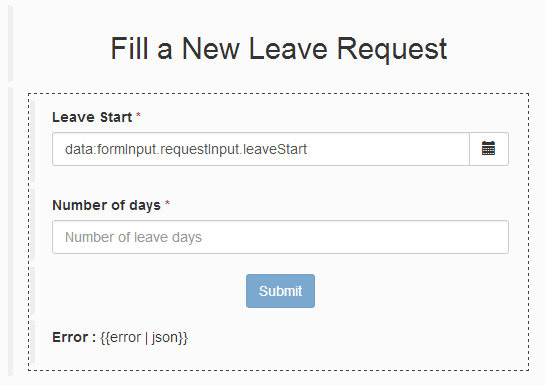 Fill a New Leave Request
Leave Start *
data:formInput.requestInput.leaveStart
Number of days *
Number of leave days
Submit
Error : {{error | json}}